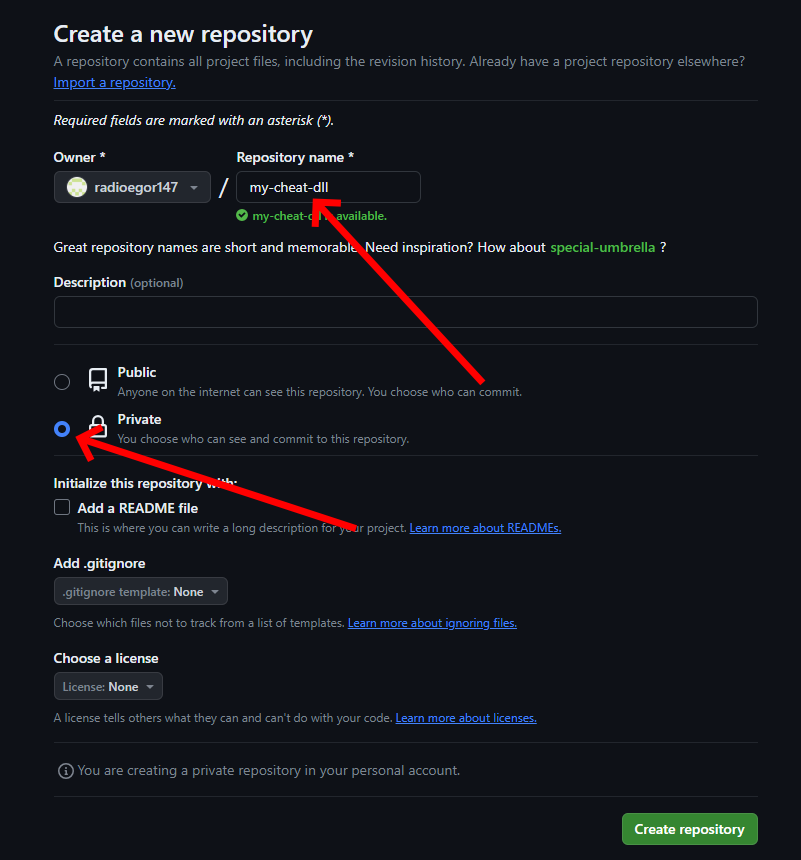 Create a new repository
A repository contains all project files, including the revision history. Already have a project repository elsewhere?
Import a repository.
Required fields are marked with an asterisk (*).
Owner * Repository name *
radioegor147 / my-cheat-dll
my-cheat-d is available.
Great repository names are short and memorable. Need inspiration? How about special-umbrella ?
Description (optional)
Public
Anyone on the internet can see this repository. You choose who can commit.
Private
You choose who can see and commit to this repository.
Initialize this repository with:
Add a README file
This is where you can write a long description for your project. Learn more about READMEs.
Add .gitignore
.gitignore template: None
Choose which files not to track from a list of templates. Learn more about ignoring files.
Choose a license
License: None
A license tells others what they can and can't do with your code. Learn more about licenses.
You are creating a private repository in your personal account.
Create repository